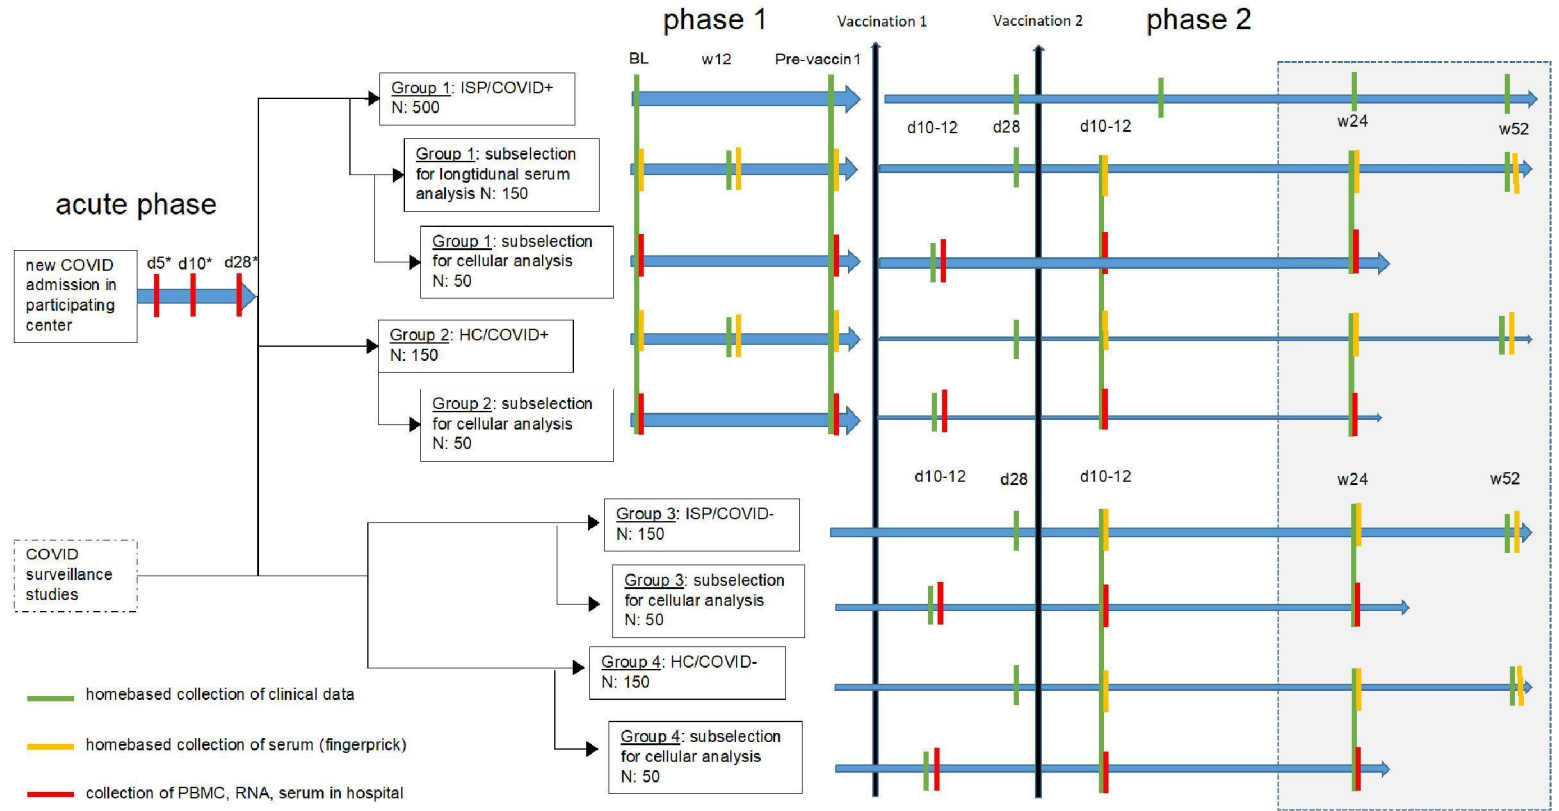 phase 1
Vaccination 1
Vaccination 2
phase 2
BL
w12
Pre-vaccin1
Group 1: ISP/COVID+
N: 500
d10-12
d28
d10-12
w24
w52
Group 1: subselection
for longtidunal serum
analysis N: 150
acute phase
Group 1: subselection
for cellular analysis
N: 50
new COVID
admission in
participating
center
d5*
d10*
d28*
Group 2: HC/COVID+
N: 150
Group 2: subselection
for cellular analysis
N: 50
d10-12
d28
d10-12
w24
w52
Group 3: ISP/COVID-
N: 150
COVID
surveillance
studies
Group 3: subselection
for cellular analysis
N: 50
Group 4: HC/COVID-
N: 150
Group 4: subselection
for cellular analysis
N: 50
homebased collection of clinical data
homebased collection of serum (fingerprick)
collection of PBMC, RNA, serum in hospital